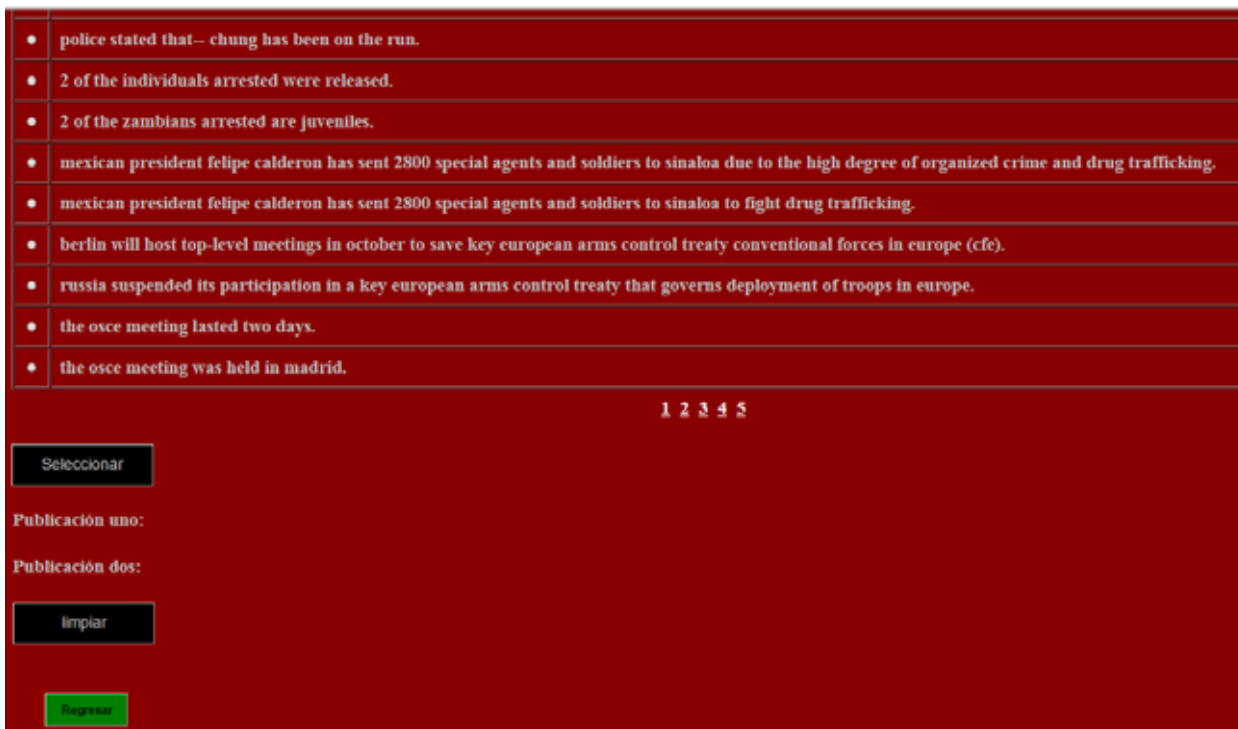 police stated that-- chung has been on the run.
2 of the individuals arrested were released.
2 of the zambians arrested are juveniles.
mexican president felipe calderon has sent 2800 special agents and soldiers to sinaloa due to the high degree of organized crime and drug trafficking.
mexican president felipe calderon has sent 2800 special agents and soldiers to sinaloa to fight drug trafficking.
berlin will host top-level meetings in october to save key european arms control treaty conventional forces in europe (cfe).
russia suspended its participation in a key european arms control treaty that governs deployment of troops in europe.
the osce meeting lasted two days.
the osce meeting was held in madrid.
1 2 3 4 5
Seleccionar
Publicación uno:
Publicación dos:
limpiar
Regresar